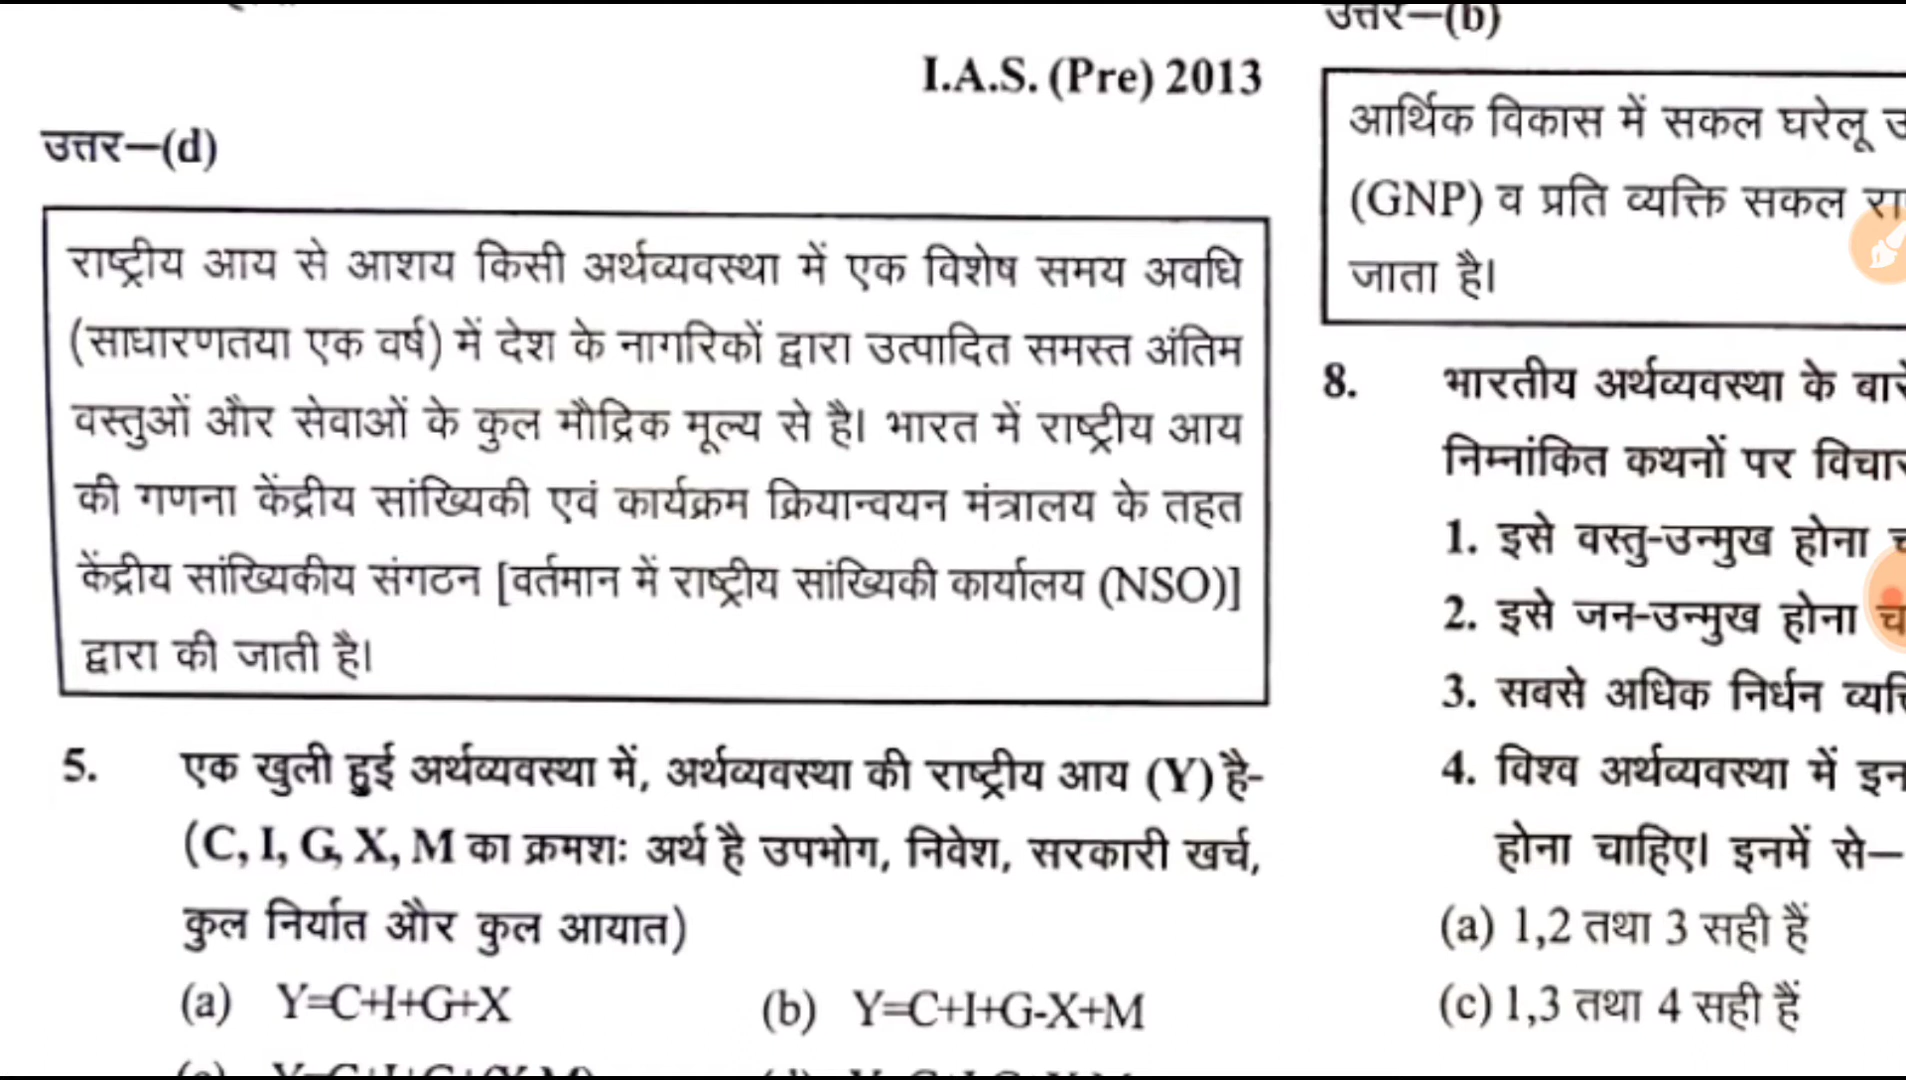 I.A.S. (Pre) 2013
उत्तर–(d)
राष्ट्रीय आय से आशय किसी अर्थव्यवस्था में एक विशेष समय अवधि
(साधारणतया एक वर्ष) में देश के नागरिकों द्वारा उत्पादित समस्त अंतिम
वस्तुओं और सेवाओं के कुल मौद्रिक मूल्य से है। भारत में राष्ट्रीय आय
की गणना केंद्रीय सांख्यिकी एवं कार्यक्रम क्रियान्वयन मंत्रालय के तहत
केंद्रीय सांख्यिकीय संगठन [वर्तमान में राष्ट्रीय सांख्यिकी कार्यालय (NSO)]
द्वारा की जाती है।
5. एक खुली हुई अर्थव्यवस्था में, अर्थव्यवस्था की राष्ट्रीय आय (Y) है-
(C, I, G, X, M का क्रमशः अर्थ है उपभोग, निवेश, सरकारी खर्च,
कुल निर्यात और कुल आयात)
(a) Y=C+I+G+X (b) Y=C+I+G-X+M
उत्तर–(b)
आर्थिक विकास में सकल घरेलू
(GNP) व प्रति व्यक्ति सकल
जाता है।
8. भारतीय अर्थव्यवस्था के
निम्नांकित कथनों पर
1. इसे वस्तु-उन्मुख होना
2. इसे जन-उन्मुख होना
3. सबसे अधिक निर्धन
4. विश्व अर्थव्यवस्था में
होना चाहिए। इनमें से–
(a) 1,2 तथा 3 सही हैं
(c) 1,3 तथा 4 सही हैं